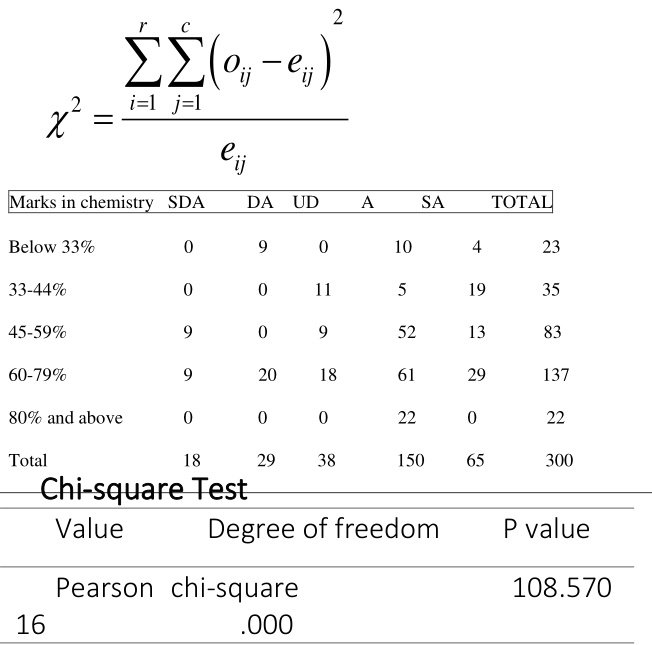 χ² = \frac{\sum_{i=1}^{r} \sum_{j=1}^{c} (o_{ij} - e_{ij})^2}{e_{ij}}
Marks in chemistry SDA DA UD A SA TOTAL
Below 33% 0 9 0 10 4 23
33-44% 0 0 11 5 19 35
45-59% 9 0 9 52 13 83
60-79% 9 20 18 61 29 137
80% and above 0 0 0 22 0 22
Total 18 29 38 150 65 300
Chi-square Test
Value Degree of freedom P value
Pearson chi-square 108.570
16 .000